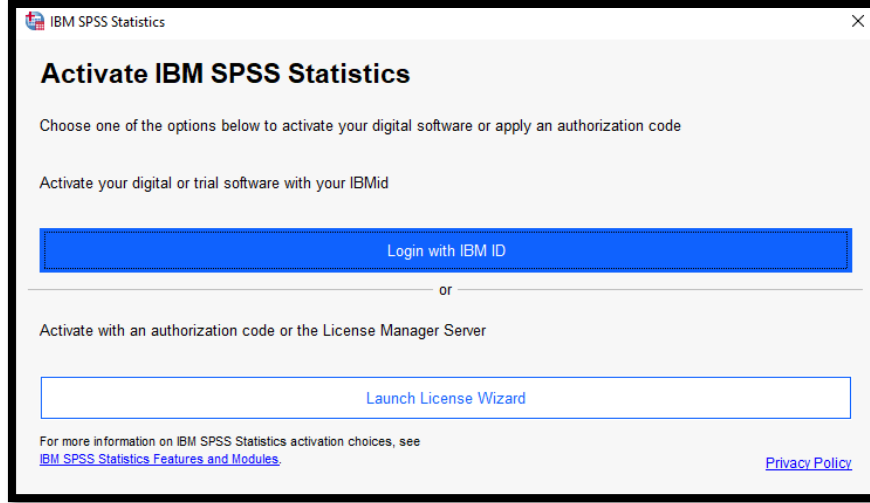 IBM SPSS Statistics
Activate IBM SPSS Statistics
Choose one of the options below to activate your digital software or apply an authorization code
Activate your digital or trial software with your IBMid
Login with IBM ID
or
Activate with an authorization code or the License Manager Server
Launch License Wizard
For more information on IBM SPSS Statistics activation choices, see
IBM SPSS Statistics Features and Modules.
Privacy Policy